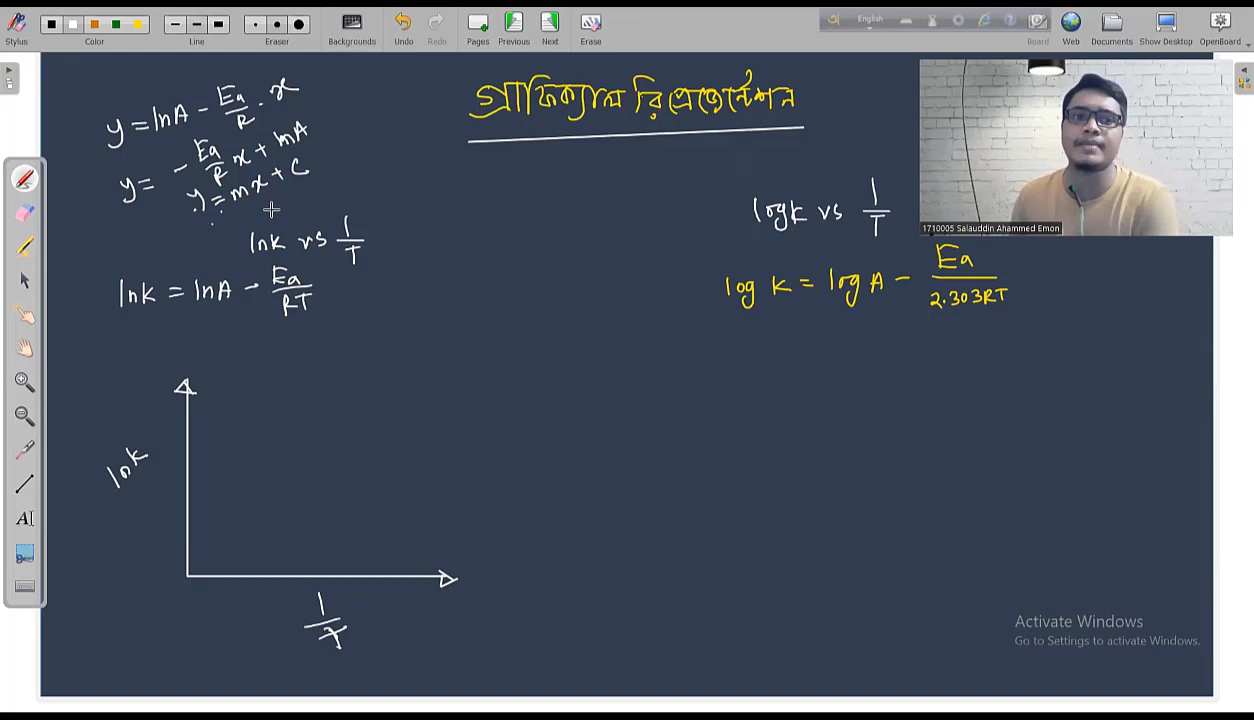 Stylus
Color
Line
Eraser
Backgrounds
Undo
Redo
Pages
Previous
Next
Erase
English
Board
Web
Documents
Show Desktop
OpenBoard
গ্রাফিক্যাল রিপ্রেজেন্টেশন
y = lnA - Ea/R . x
y = - Ea/R x + lnA
y = mx + c
lnk vs 1/T
lnk = lnA - Ea/RT
logk vs 1/T
log k = log A - Ea/2.303RT
1710005 Salauddin Ahammed Emon
lnk
1/T
Activate Windows
Go to Settings to activate Windows.